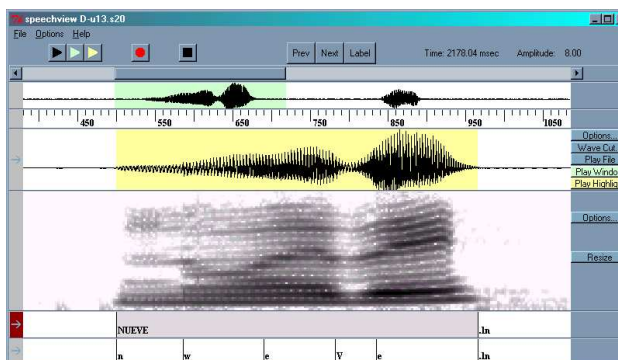 speechview D-u13.s20
File Options Help
Prev Next Label Time: 2178.04 msec Amplitude: 8.00
450 550 650 750 850 950 1050
Options...
Wave Cut.
Play File
Play Windo
Play Highlig
Options...
Resize
NUEVE .ln
n w e V e .ln